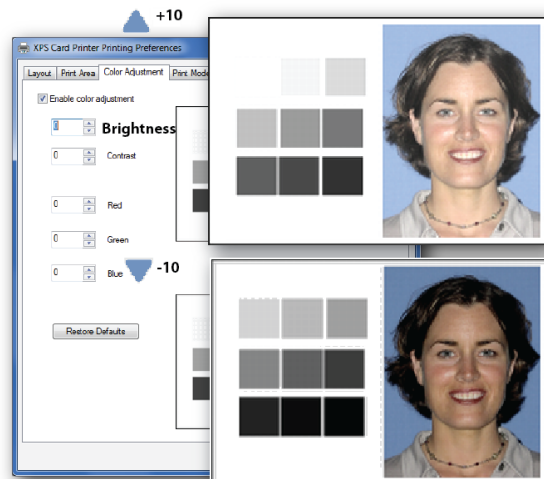 +10
XPS Card Printer Printing Preferences
Layout Print Area Color Adjustment Print Mode
Enable color adjustment
0 Brightness
0 Contrast
0 Red
0 Green
0 Blue
-10
Restore Defaults